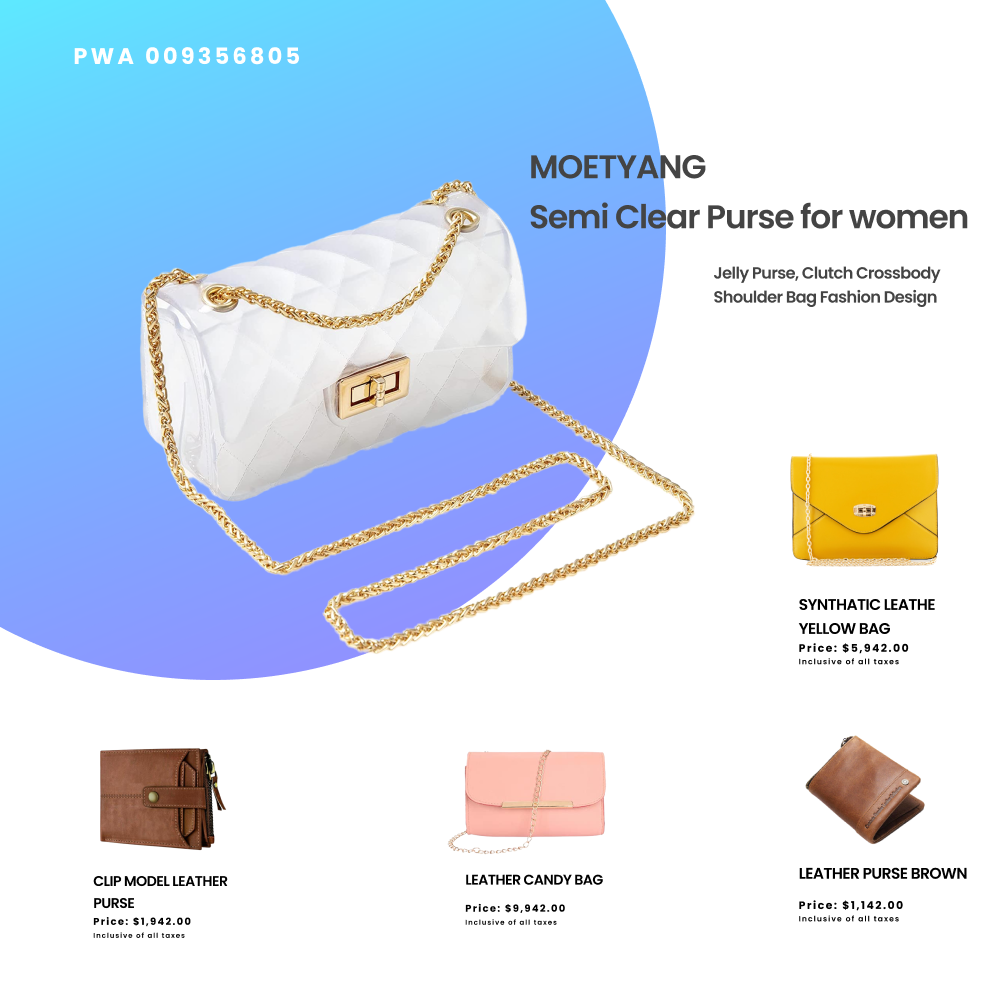 PWA 009356805
MOETYANG
Semi Clear Purse for women
Jelly Purse, Clutch Crossbody
Shoulder Bag Fashion Design
SYNTHATIC LEATHE
YELLOW BAG
Price: $5,942.00
Inclusive of all taxes
CLIP MODEL LEATHER
PURSE
Price: $1,942.00
Inclusive of all taxes
LEATHER CANDY BAG
Price: $9,942.00
Inclusive of all taxes
LEATHER PURSE BROWN
Price: $1,142.00
Inclusive of all taxes